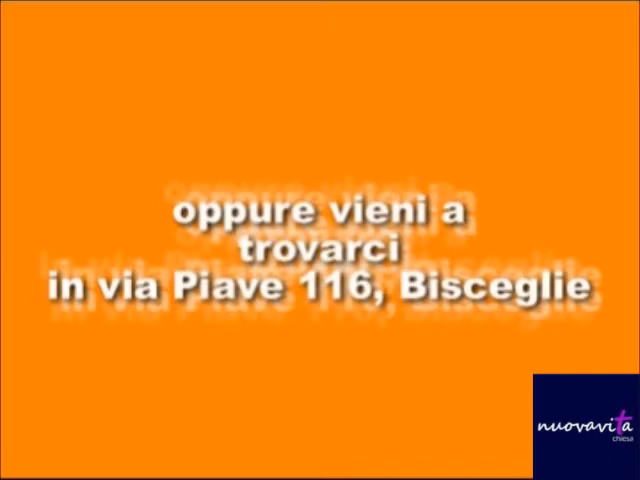 oppure vieni a
trovarci
in via Piave 116, Bisceglie
nuovavita
chiesa